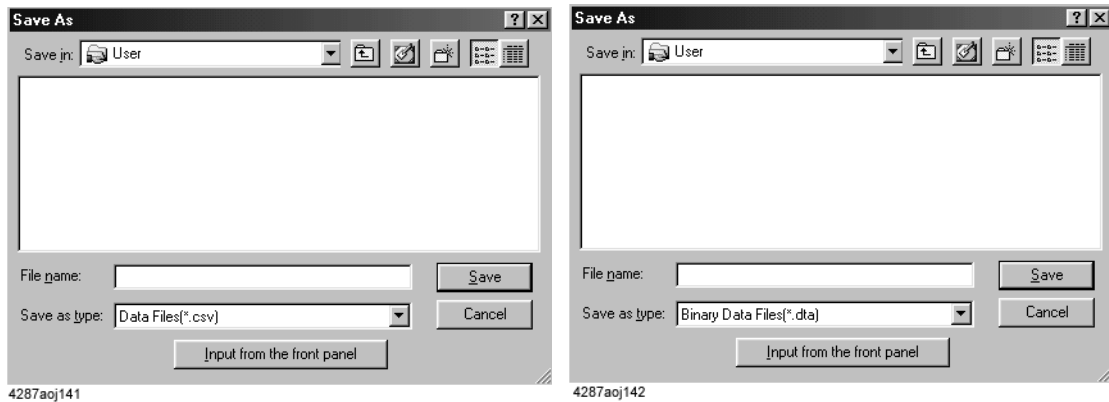 Save As
Save in: User
File name:
Save
Save as type: Data Files(*.csv)
Cancel
Input from the front panel
4287aoj141
Save As
Save in: User
File name:
Save
Save as type: Binary Data Files(*.dta)
Cancel
Input from the front panel
4287aoj142